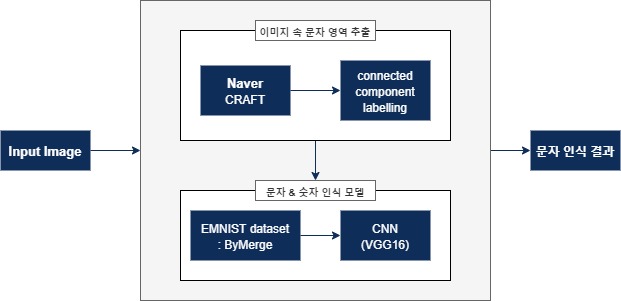 이미지 속 문자 영역 추출
Naver
CRAFT
connected
component
labelling
Input Image
문자 인식 결과
문자 & 숫자 인식 모델
EMNIST dataset
: ByMerge
CNN
(VGG16)